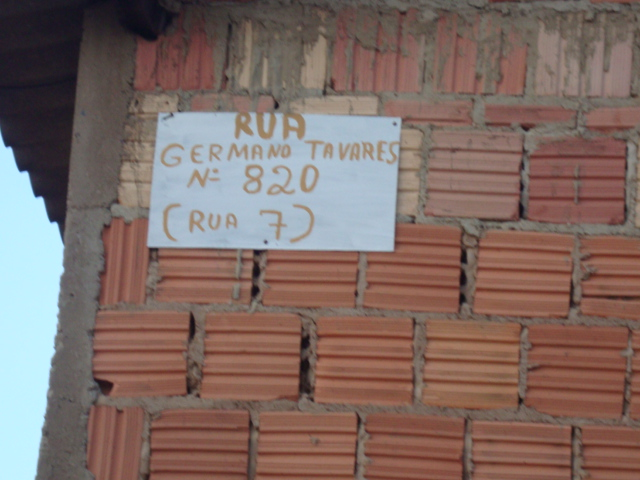 RUA
GERMANO TAVARES
Nº 820
(RUA 7)